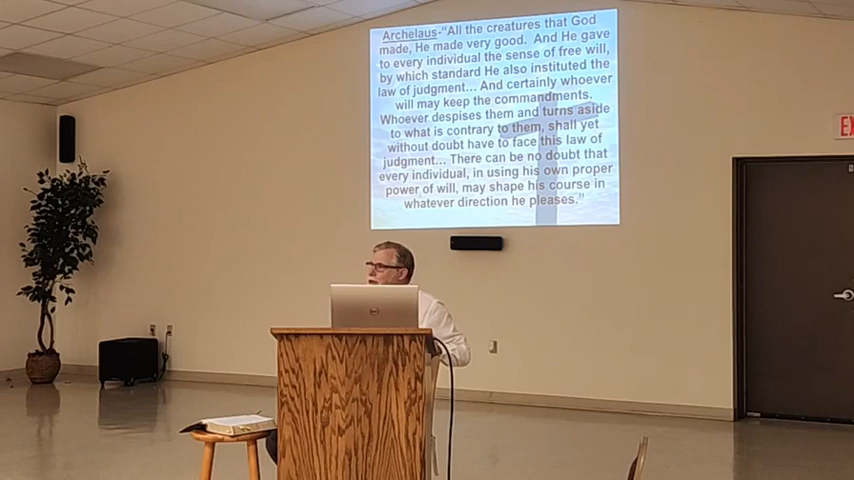 Archelaus-"All the creatures that God
made, He made very good.  And He gave
to every individual the sense of free will,
by which standard He also instituted the
law of judgment... And certainly whoever
will may keep the commandments.
Whoever despises them and turns aside
to what is contrary to them, shall yet
without doubt have to face this law of
judgment... There can be no doubt that
every individual, in using his own proper
power of will, may shape his course in
whatever direction he pleases."
DELL